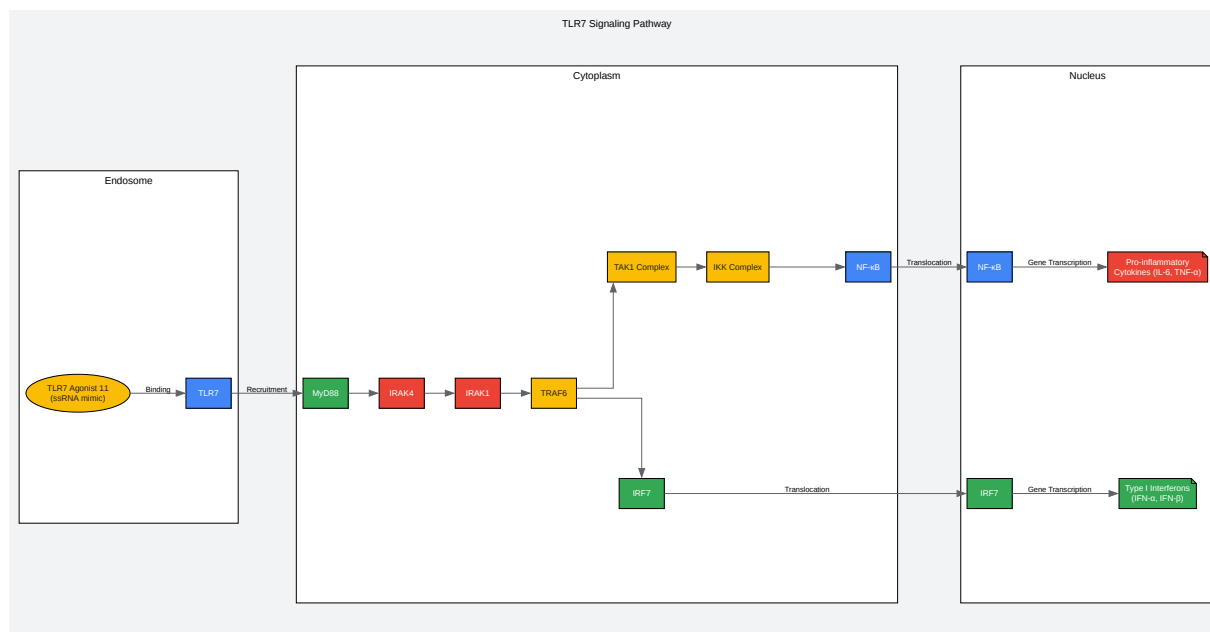 TLR7 Signaling Pathway
Cytoplasm
Nucleus
Endosome
TAK1 Complex
IKK Complex
NF-κB
Translocation
NF-κB
Gene Transcription
Pro-inflammatory
Cytokines (IL-6, TNF-α)
TLR7 Agonist 11
(ssRNA mimic)
Binding
TLR7
Recruitment
MyD88
IRAK4
IRAK1
TRAF6
IRF7
Translocation
IRF7
Gene Transcription
Type I Interferons
(IFN-α, IFN-β)